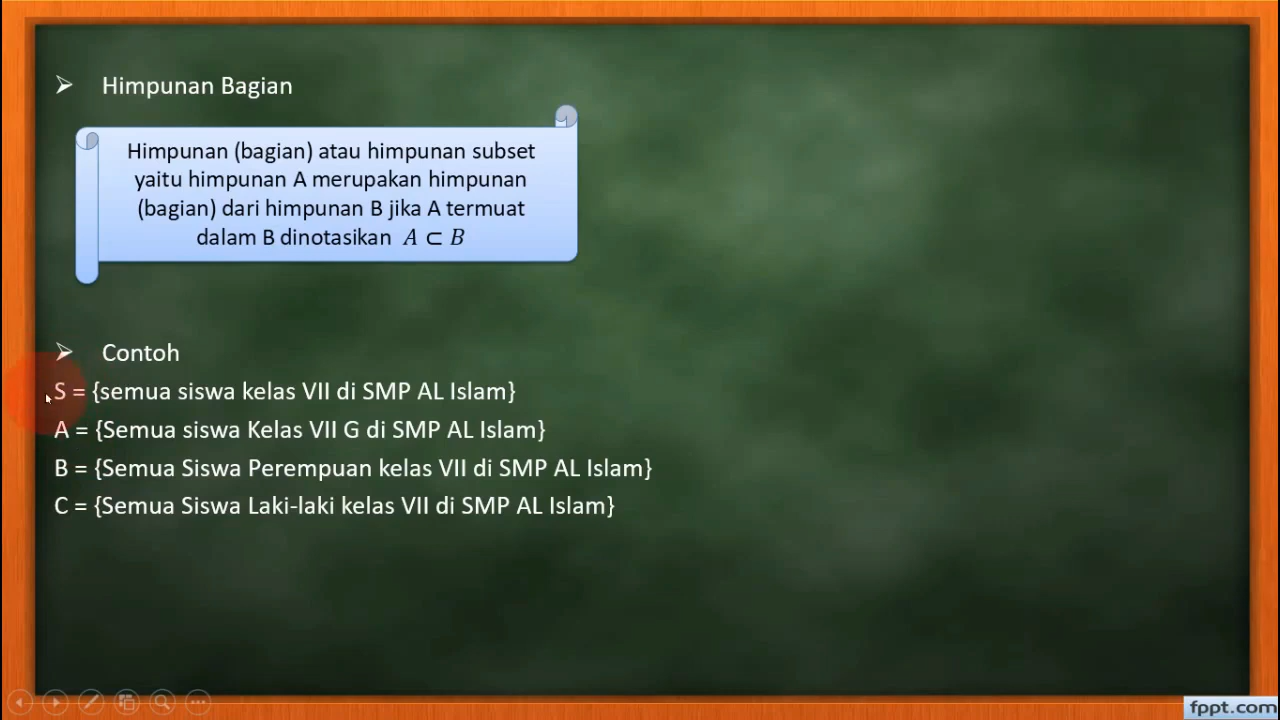 Himpunan Bagian
Himpunan (bagian) atau himpunan subset
yaitu himpunan A merupakan himpunan
(bagian) dari himpunan B jika A termuat
dalam B dinotasikan A ⊂ B
Contoh
S = {semua siswa kelas VII di SMP AL Islam}
A = {Semua siswa Kelas VII G di SMP AL Islam}
B = {Semua Siswa Perempuan kelas VII di SMP AL Islam}
C = {Semua Siswa Laki-laki kelas VII di SMP AL Islam}
fppt.com